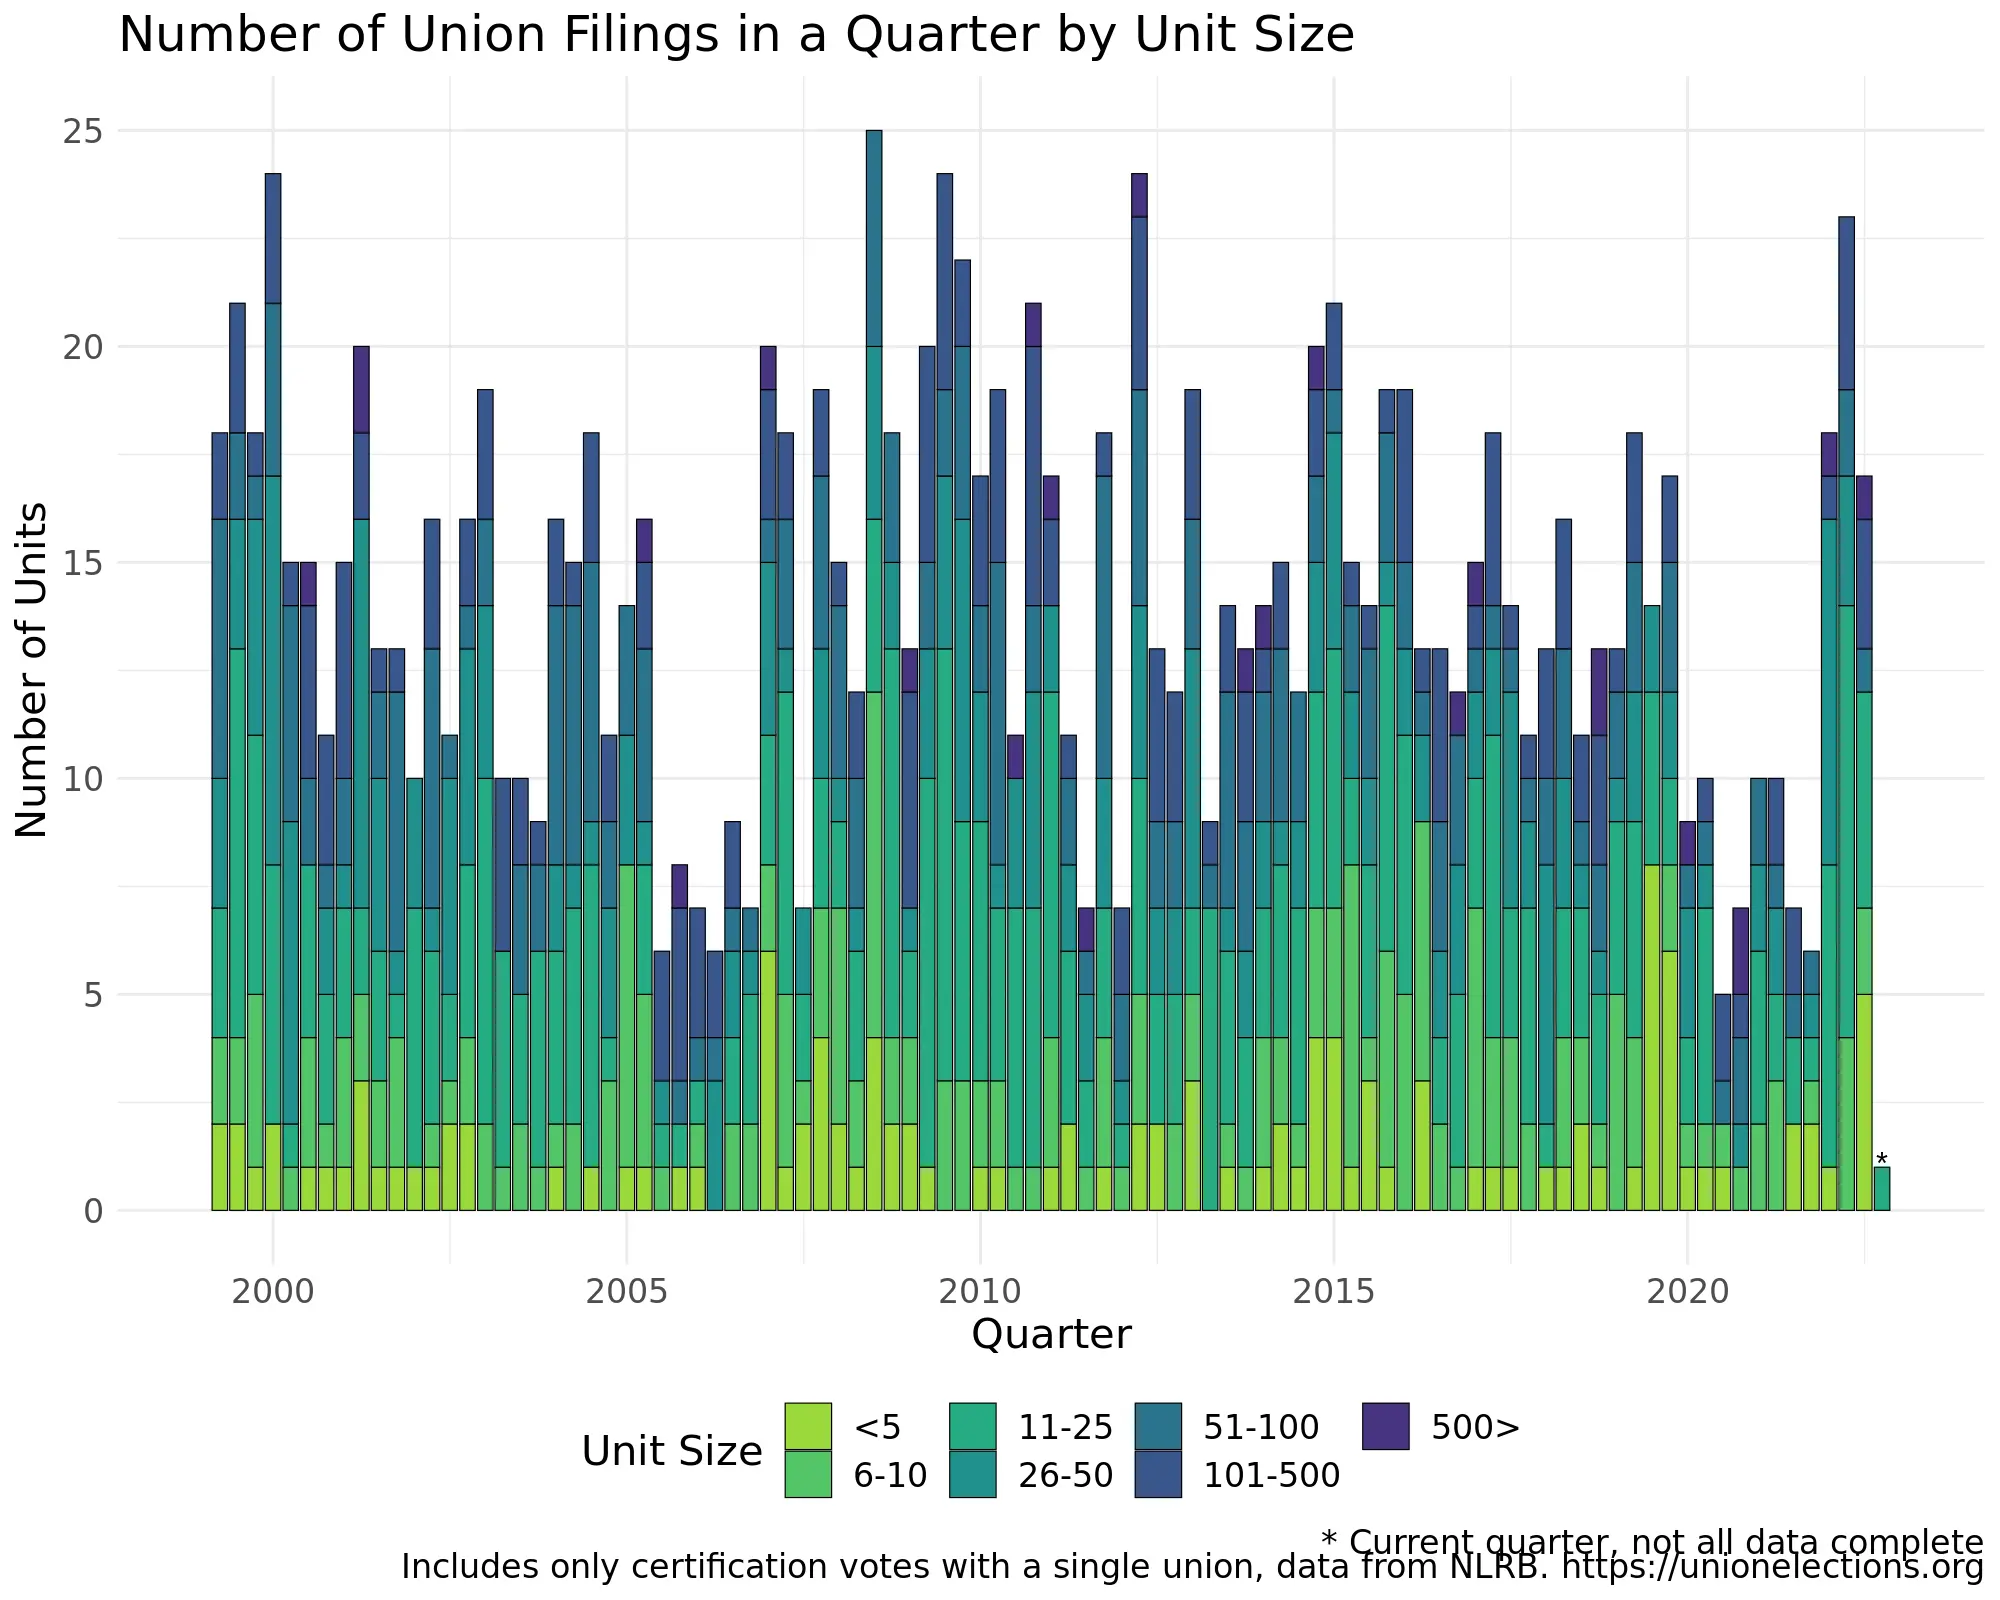 Number of Union Filings in a Quarter by Unit Size
25
20
15
10
5
0
Number of Units
*
2000 2005 2010 2015 2020
Quarter
Unit Size
<5 11-25 51-100 500>
6-10 26-50 101-500
* Current quarter, not all data complete
Includes only certification votes with a single union, data from NLRB. https://unionelections.org